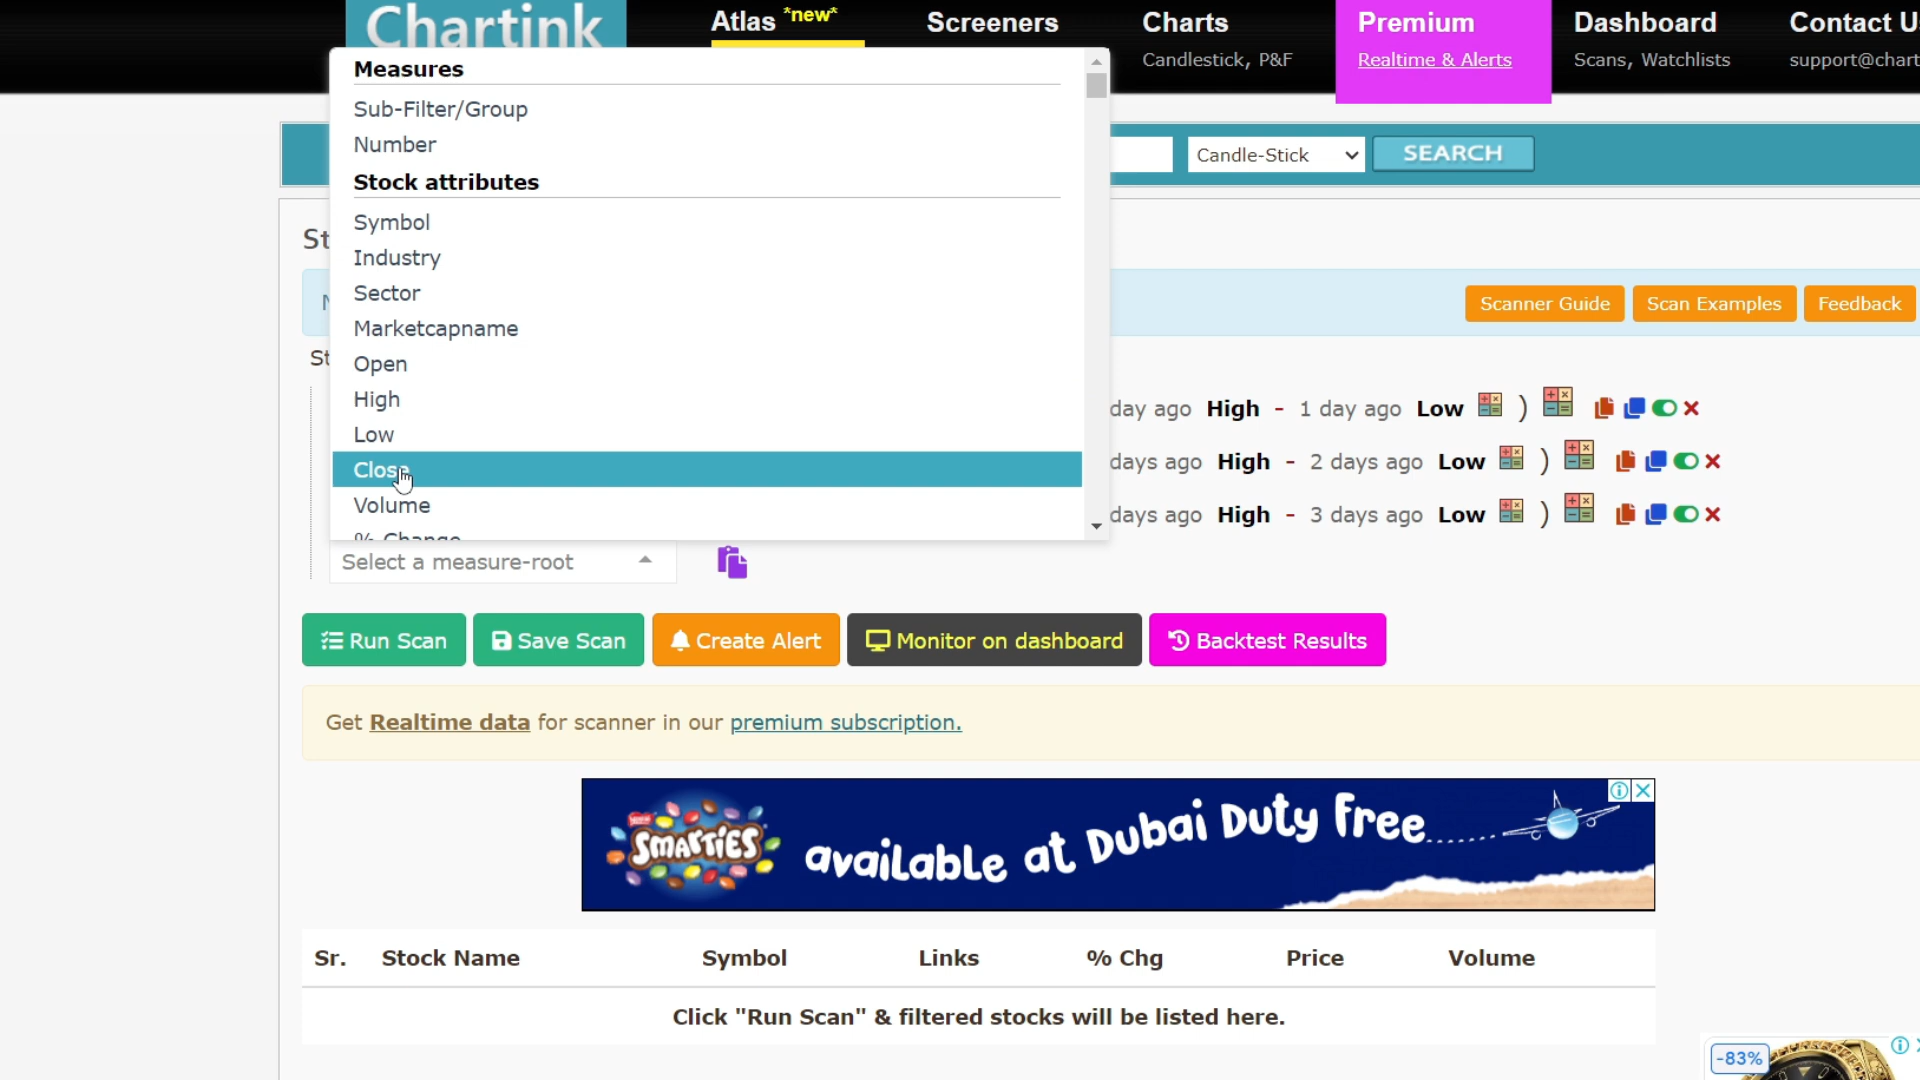 Chartink
Atlas *new*
Screeners
Charts
Candlestick, P&F
Premium
Realtime & Alerts
Dashboard
Scans, Watchlists
Contact U
support@chart
Measures
Sub-Filter/Group
Number
Stock attributes
Symbol
Industry
Sector
Marketcapname
Open
High
Low
Close
Volume
% Change
Select a measure-root
Candle-Stick
SEARCH
St
Scanner Guide
Scan Examples
Feedback
St
day ago High - 1 day ago Low )
days ago High - 2 days ago Low )
days ago High - 3 days ago Low )
Run Scan
Save Scan
Create Alert
Monitor on dashboard
Backtest Results
Get Realtime data for scanner in our premium subscription.
Nestlé
SMARTIES
available at Dubai Duty Free......
Sr. Stock Name Symbol Links % Chg Price Volume
Click "Run Scan" & filtered stocks will be listed here.
-83%